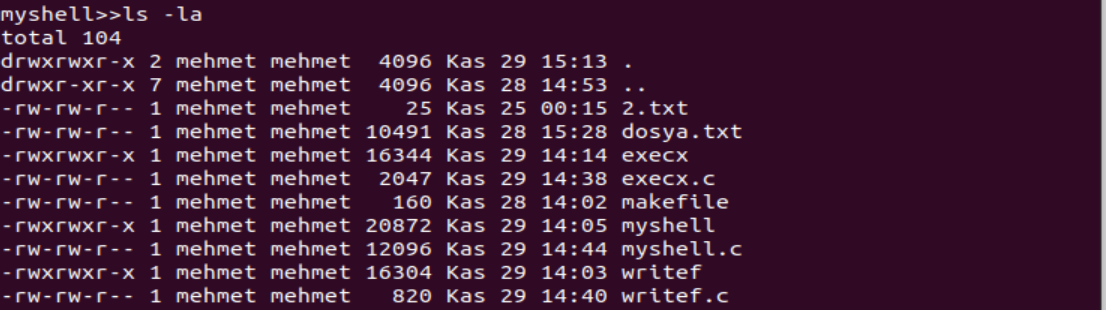 myshell>>ls -la
total 104
drwxrwxr-x 2 mehmet mehmet  4096 Kas 29 15:13 .
drwxr-xr-x 7 mehmet mehmet  4096 Kas 28 14:53 ..
-rw-rw-r-- 1 mehmet mehmet    25 Kas 25 00:15 2.txt
-rw-rw-r-- 1 mehmet mehmet 10491 Kas 28 15:28 dosya.txt
-rwxrwxr-x 1 mehmet mehmet 16344 Kas 29 14:14 execx
-rw-rw-r-- 1 mehmet mehmet  2047 Kas 29 14:38 execx.c
-rw-rw-r-- 1 mehmet mehmet   160 Kas 28 14:02 makefile
-rwxrwxr-x 1 mehmet mehmet 20872 Kas 29 14:05 myshell
-rw-rw-r-- 1 mehmet mehmet 12096 Kas 29 14:44 myshell.c
-rwxrwxr-x 1 mehmet mehmet 16304 Kas 29 14:03 writef
-rw-rw-r-- 1 mehmet mehmet   820 Kas 29 14:40 writef.c